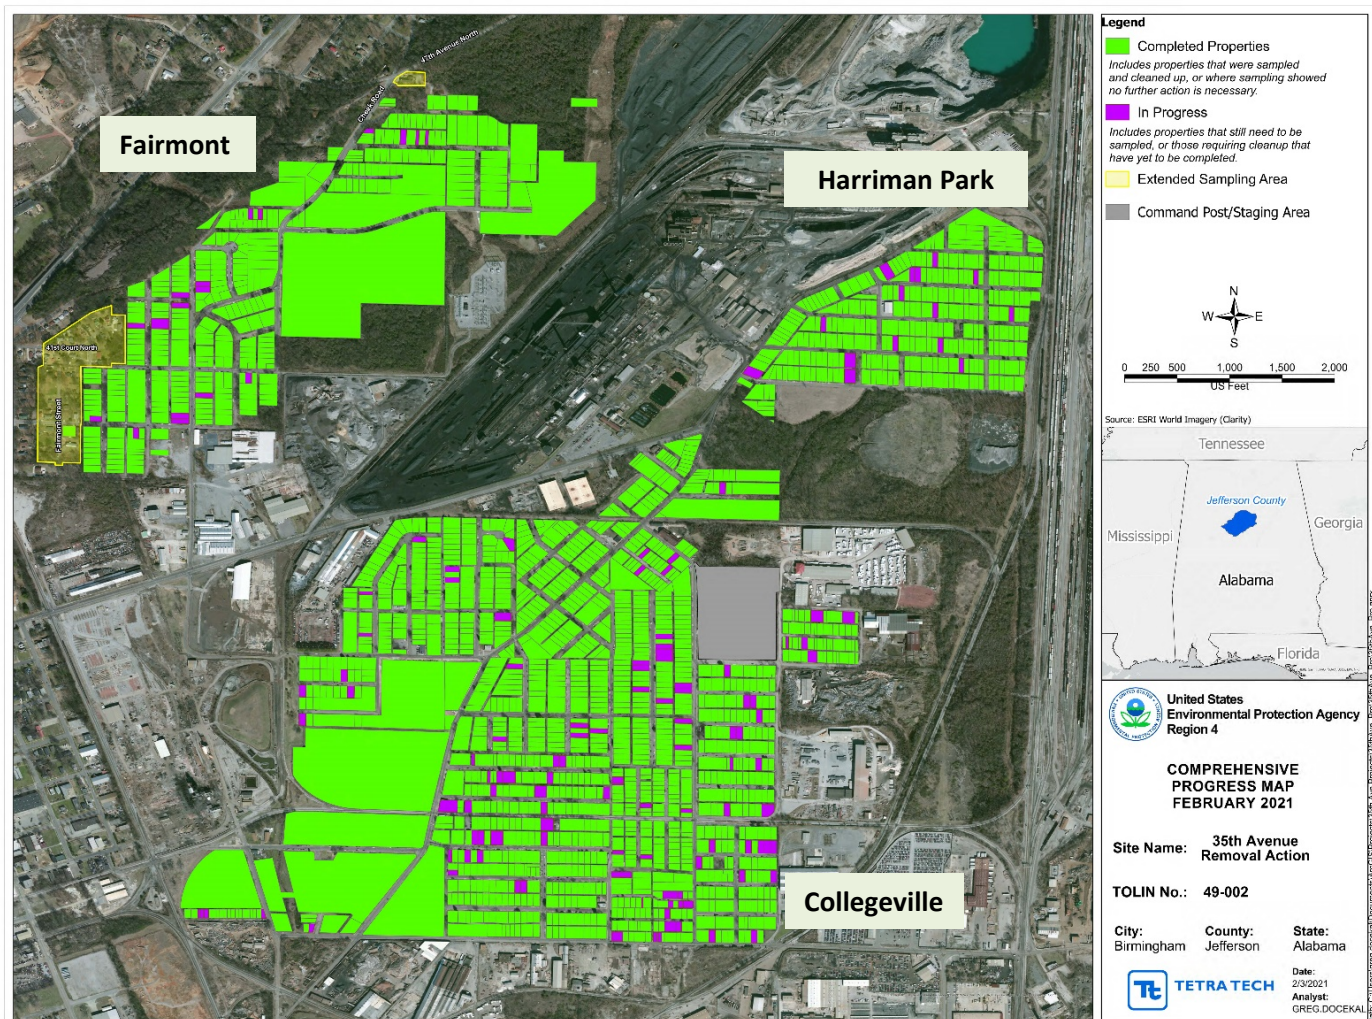 Fairmont
Harriman Park
Collegeville
47th Avenue North
41st Court North
Fairmont Street
Legend
Completed Properties
Includes properties that were sampled
and cleaned up, or where sampling showed
no further action is necessary.
In Progress
Includes properties that still need to be
sampled, or those requiring cleanup that
have yet to be completed.
Extended Sampling Area
Command Post/Staging Area
N
W E
S
0 250 500 1,000 1,500 2,000
US Feet
Source: ESRI World Imagery (Clarity)
Tennessee
Jefferson County
Mississippi
Georgia
Alabama
Florida
United States
Environmental Protection Agency
Region 4
COMPREHENSIVE
PROGRESS MAP
FEBRUARY 2021
Site Name: 35th Avenue
Removal Action
TOLIN No.: 49-002
City: County: State:
Birmingham Jefferson Alabama
Tt TETRA TECH
Date:
2/3/2021
Analyst:
GREG.DOCEKAL